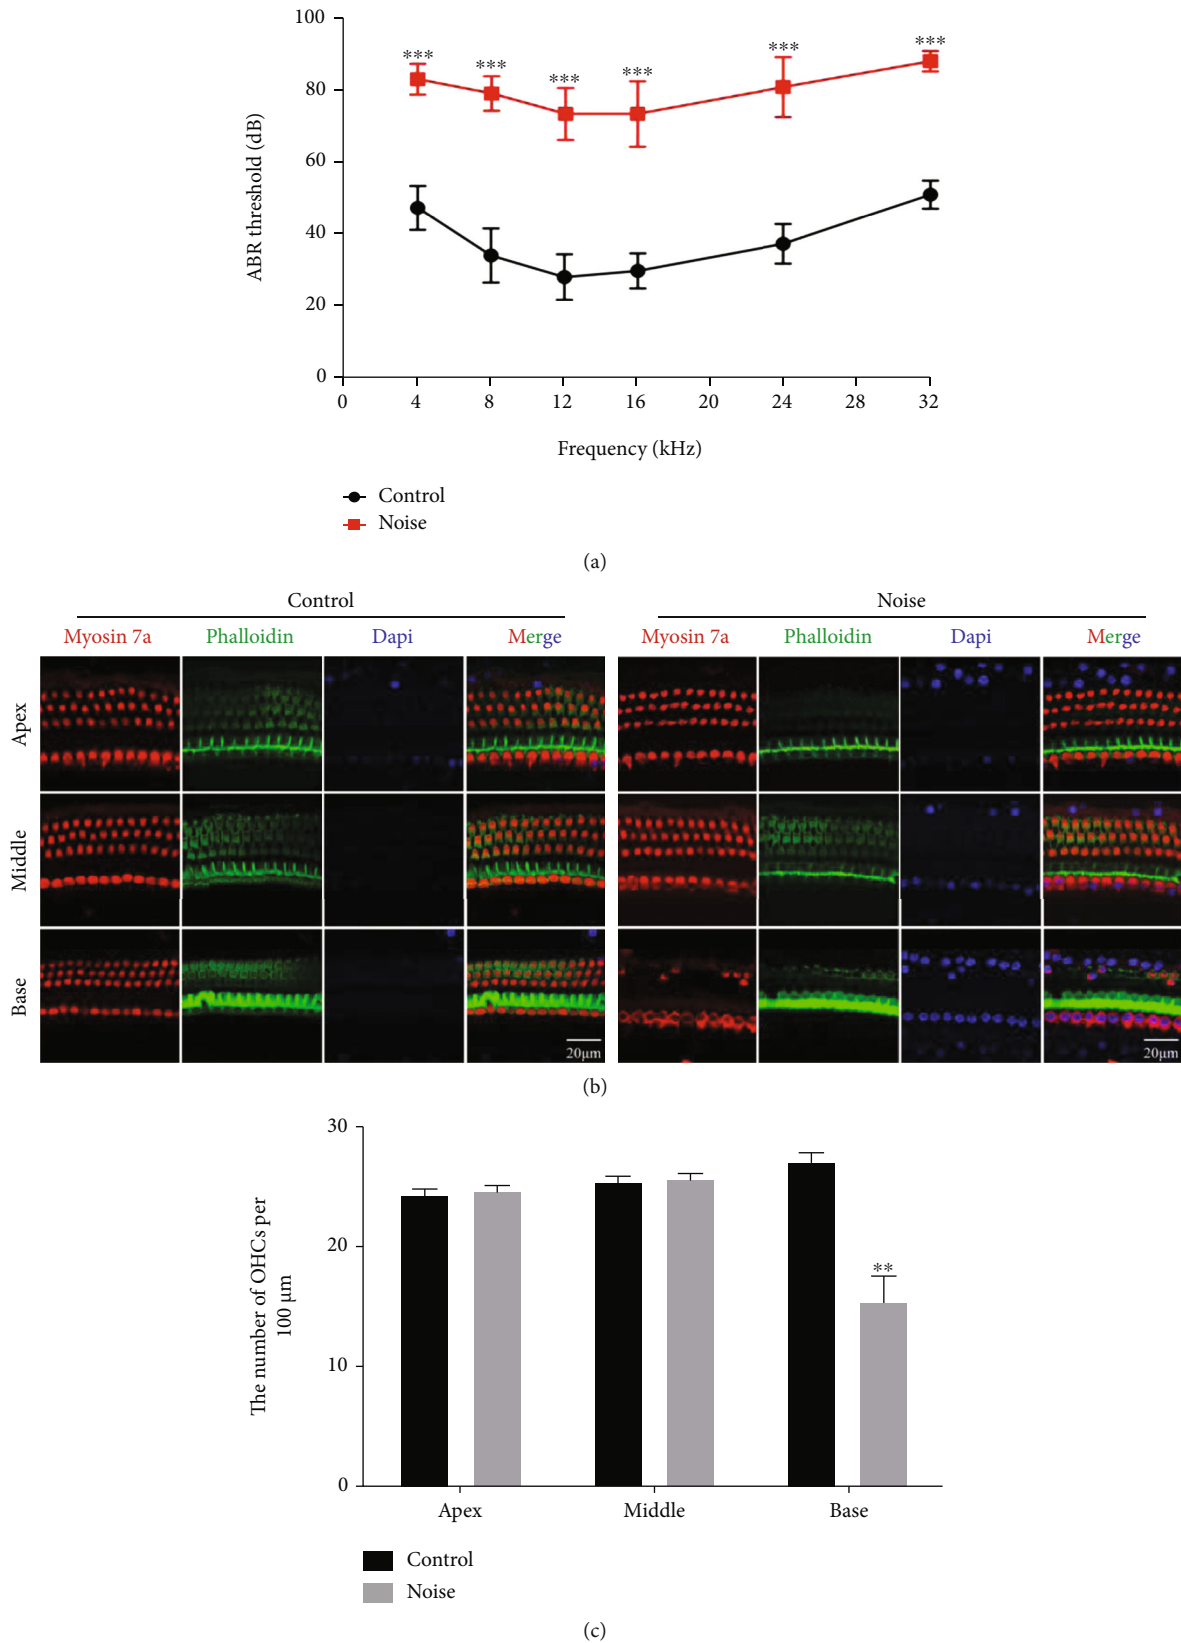 100
80
60
40
20
0
ABR threshold (dB)
*** *** *** *** *** ***
0 4 8 12 16 20 24 28 32
Frequency (kHz)
Control
Noise
(a)
Control Noise
Myosin 7a Phalloidin Dapi Merge Myosin 7a Phalloidin Dapi Merge
Apex
Middle
Base
20μm 20μm
(b)
30
20
10
0
The number of OHCs per
100 μm
**
Apex Middle Base
Control
Noise
(c)